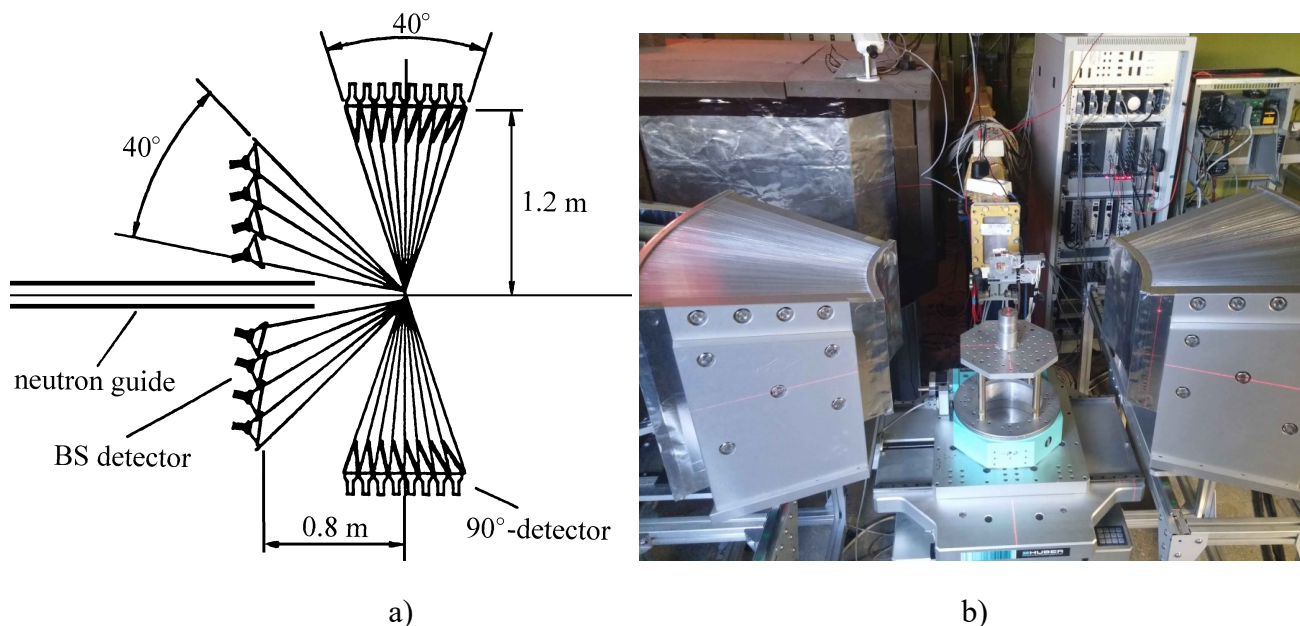 40°
40°
1.2 m
neutron guide
BS detector
0.8 m
90°-detector
HUBER
a)
b)